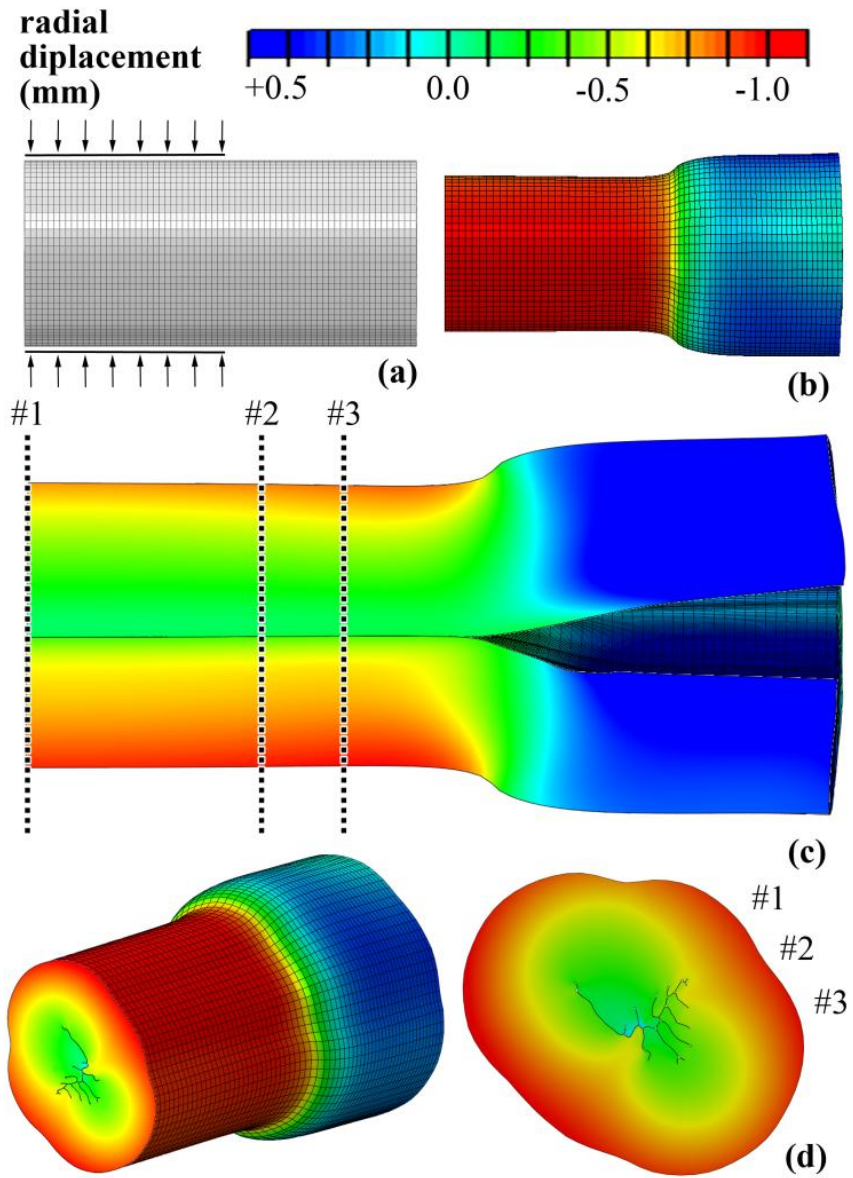 radial
diplacement
(mm)
+0.5 0.0 -0.5 -1.0
(a)
(b)
#1 #2 #3
(c)
#1
#2
#3
(d)